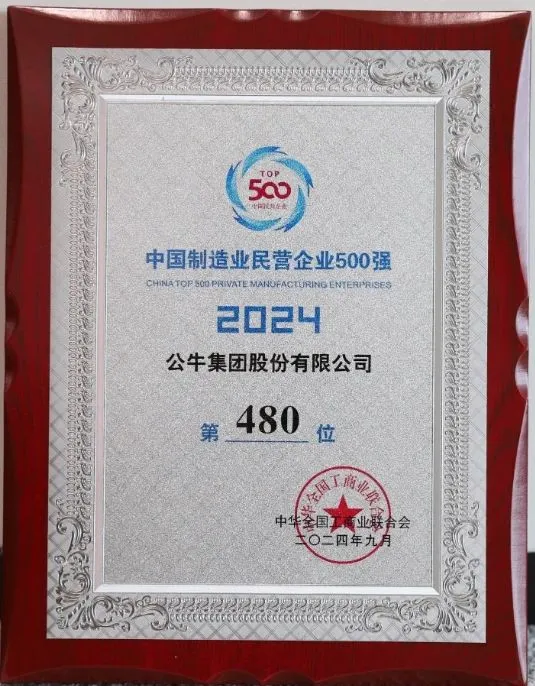 TOP
500
中国民营企业
中国制造业民营企业500强
CHINA TOP 500 PRIVATE MANUFACTURING ENTERPRISES
2024
公牛集团股份有限公司
第 480 位
中华全国工商业联合会
中华全国工商业联合会
二〇二四年九月